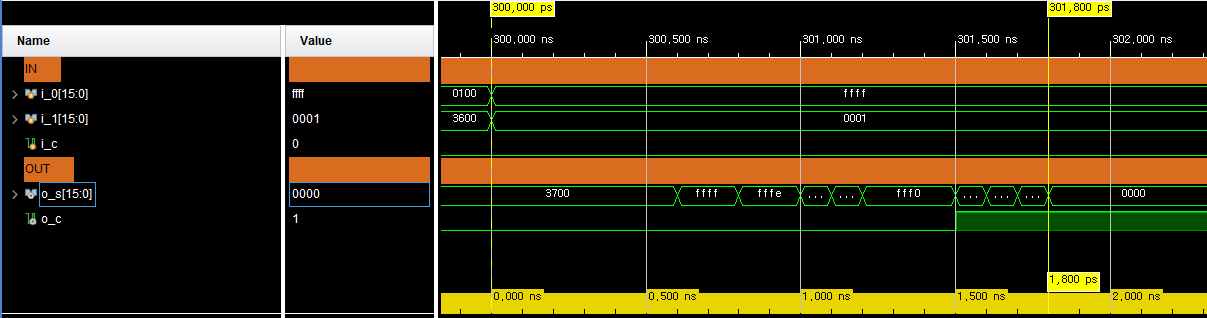 300,000 ps 301,800 ps
Name Value
300,000 ns 300,500 ns 301,000 ns 301,500 ns 302,000 ns
IN
i_0[15:0] ffff 0100 ffff
i_1[15:0] 0001 3600 0001
i_c 0
OUT
o_s[15:0] 0000 3700 ffff fffe ... ... fff0 ... ... ... 0000
o_c 1
1,800 ps
0,000 ns 0,500 ns 1,000 ns 1,500 ns 2,000 ns